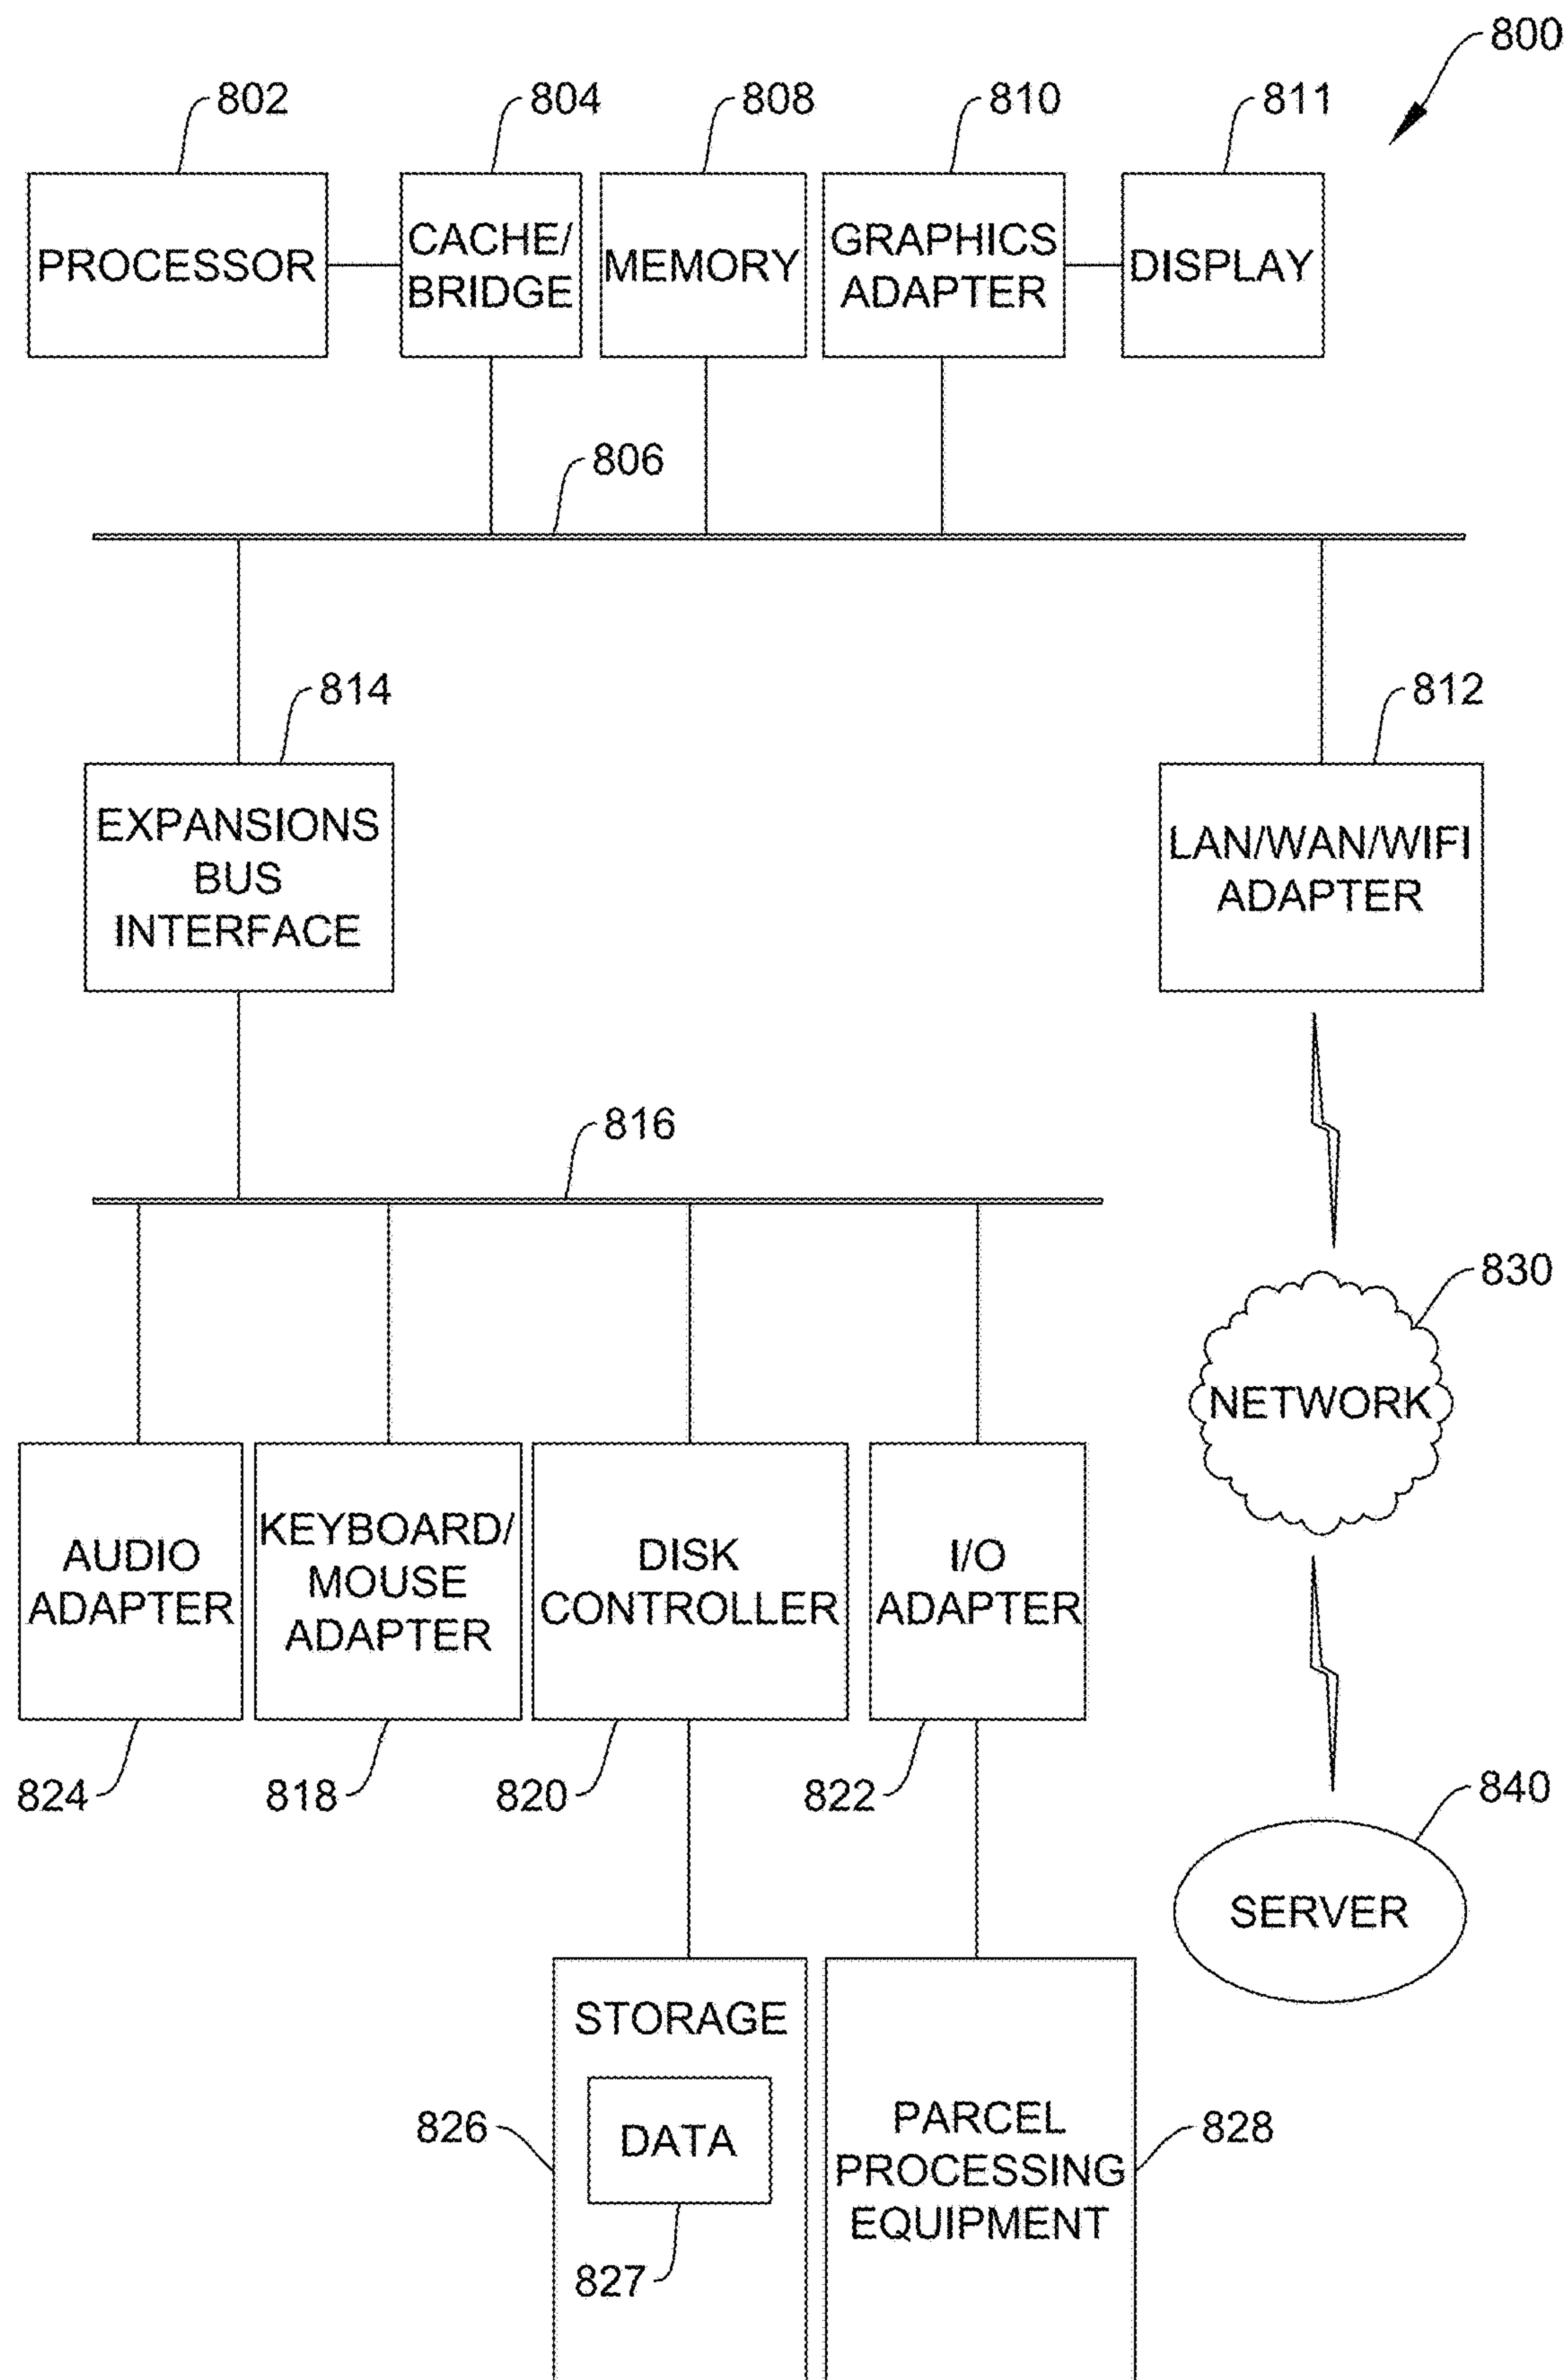 800
802
804
808
810
811
PROCESSOR
CACHE/
BRIDGE
MEMORY
GRAPHICS
ADAPTER
DISPLAY
806
814
812
EXPANSIONS
BUS
INTERFACE
LAN/WAN/WIFI
ADAPTER
816
830
NETWORK
AUDIO
ADAPTER
KEYBOARD/
MOUSE
ADAPTER
DISK
CONTROLLER
I/O
ADAPTER
824
818
820
822
840
SERVER
STORAGE
DATA
826
827
PARCEL
PROCESSING
EQUIPMENT
828